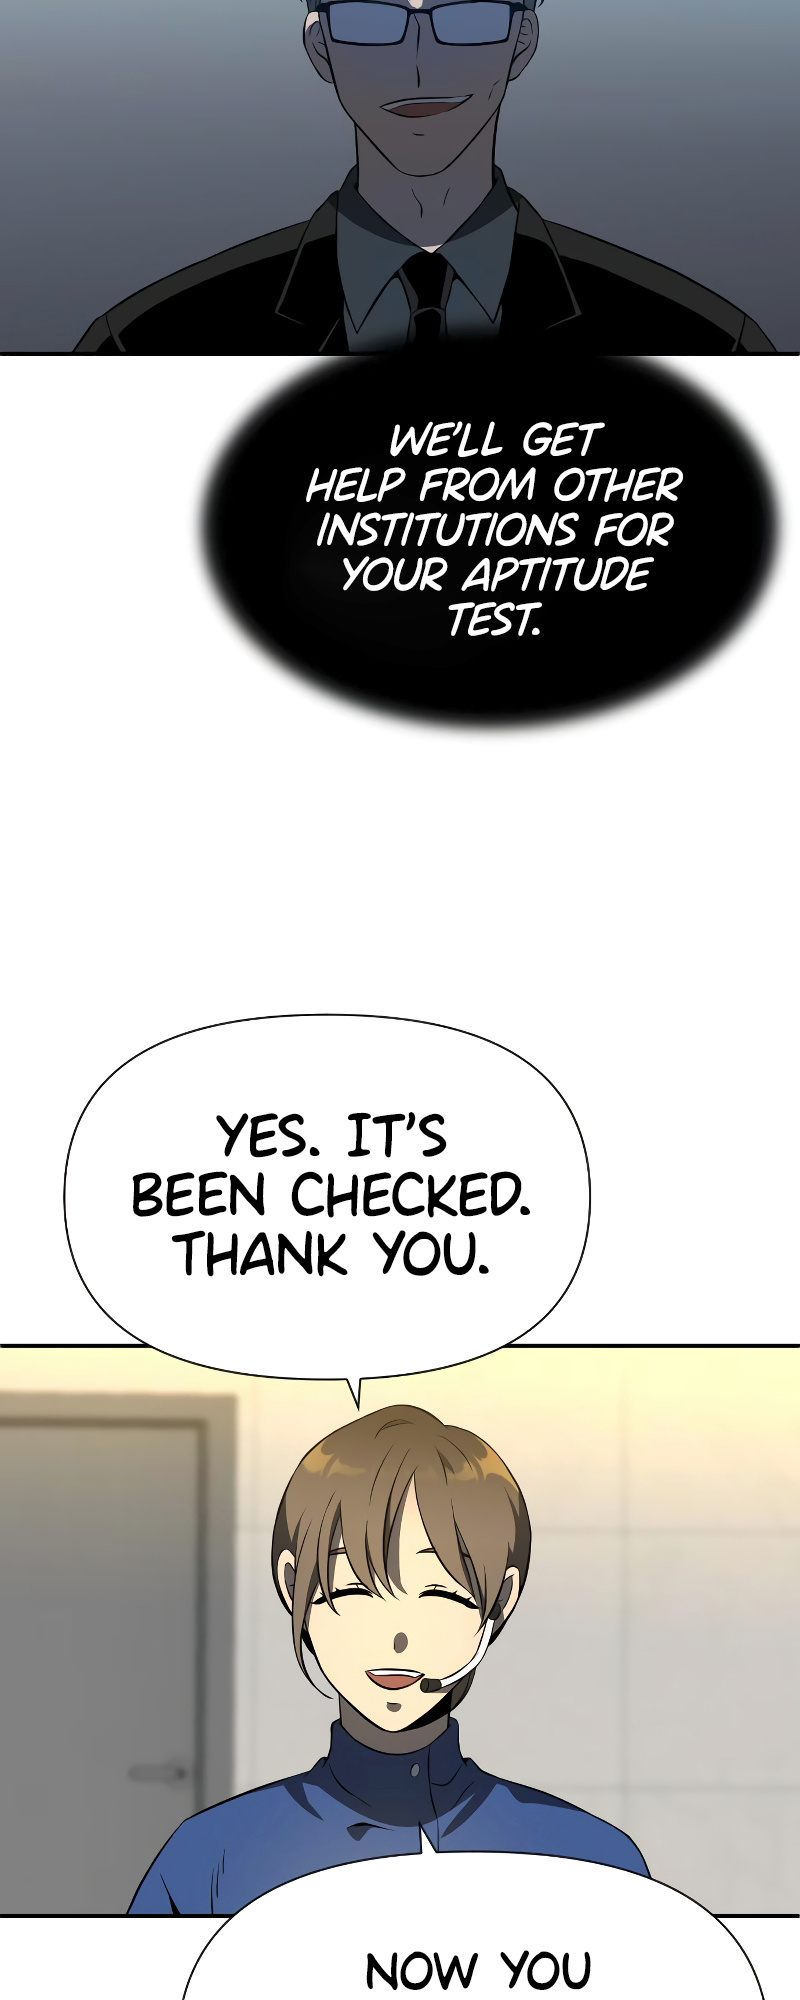 WE'LL GET
HELP FROM OTHER
INSTITUTIONS FOR
YOUR APTITUDE
TEST.
YES. IT'S
BEEN CHECKED.
THANK YOU.
NOW YOU